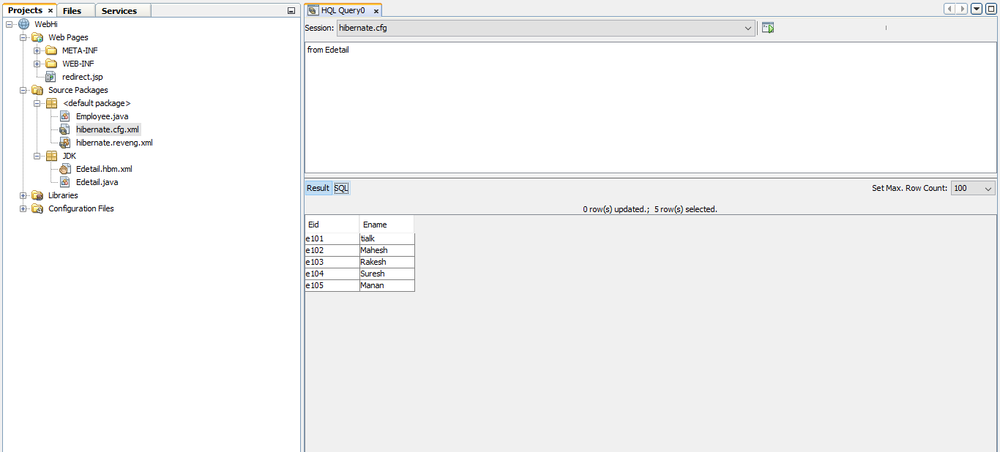 Projects Files Services
WebHi
Web Pages
META-INF
WEB-INF
redirect.jsp
Source Packages
<default package>
Employee.java
hibernate.cfg.xml
hibernate.reveng.xml
JDK
Edetail.hbm.xml
Edetail.java
Libraries
Configuration Files
HQL Query0
Session: hibernate.cfg
from Edetail
Result SQL Set Max. Row Count: 100
0 row(s) updated.; 5 row(s) selected.
Eid Ename
e101 tialk
e102 Mahesh
e103 Rakesh
e104 Suresh
e105 Manan